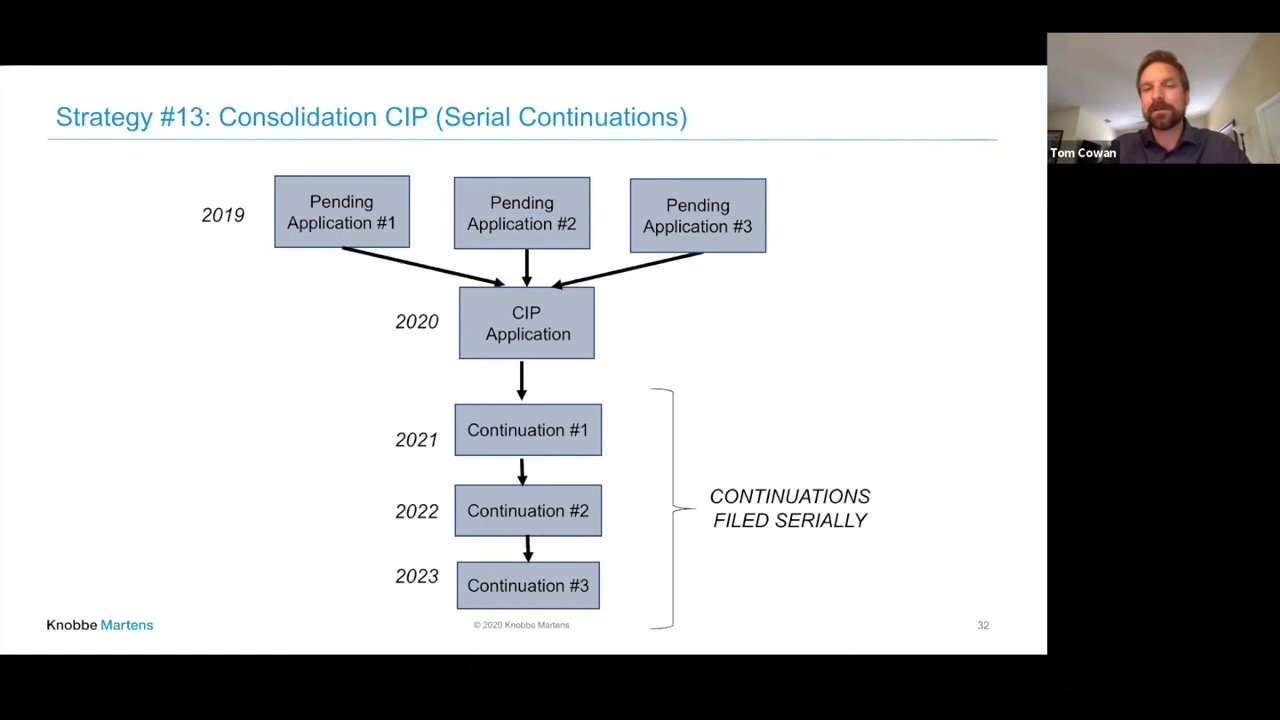 Strategy #13: Consolidation CIP (Serial Continuations)
Tom Cowan
2019
Pending
Application #1
Pending
Application #2
Pending
Application #3
2020
CIP
Application
2021
Continuation #1
2022
Continuation #2
2023
Continuation #3
CONTINUATIONS
FILED SERIALLY
Knobbe Martens
© 2020 Knobbe Martens
32